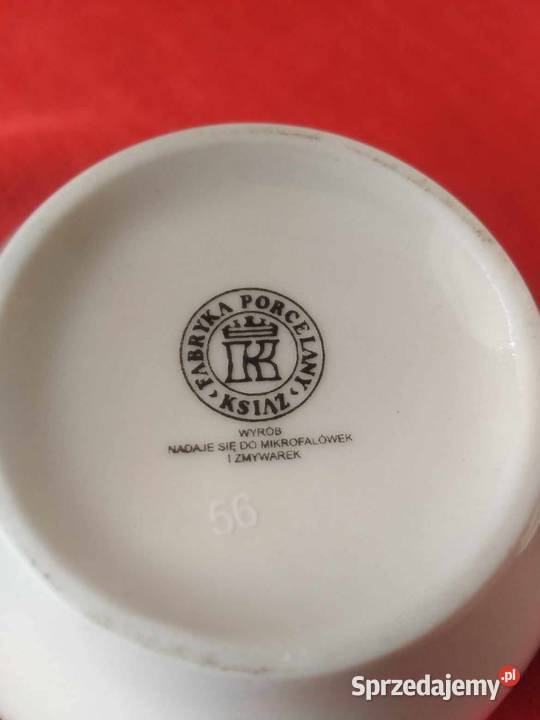 FABRYKA PORCELANY
KSIĄŻ
WYRÓB
NADAJE SIĘ DO MIKROFALÓWEK
I ZMYWAREK
56
Sprzedajemy.pl